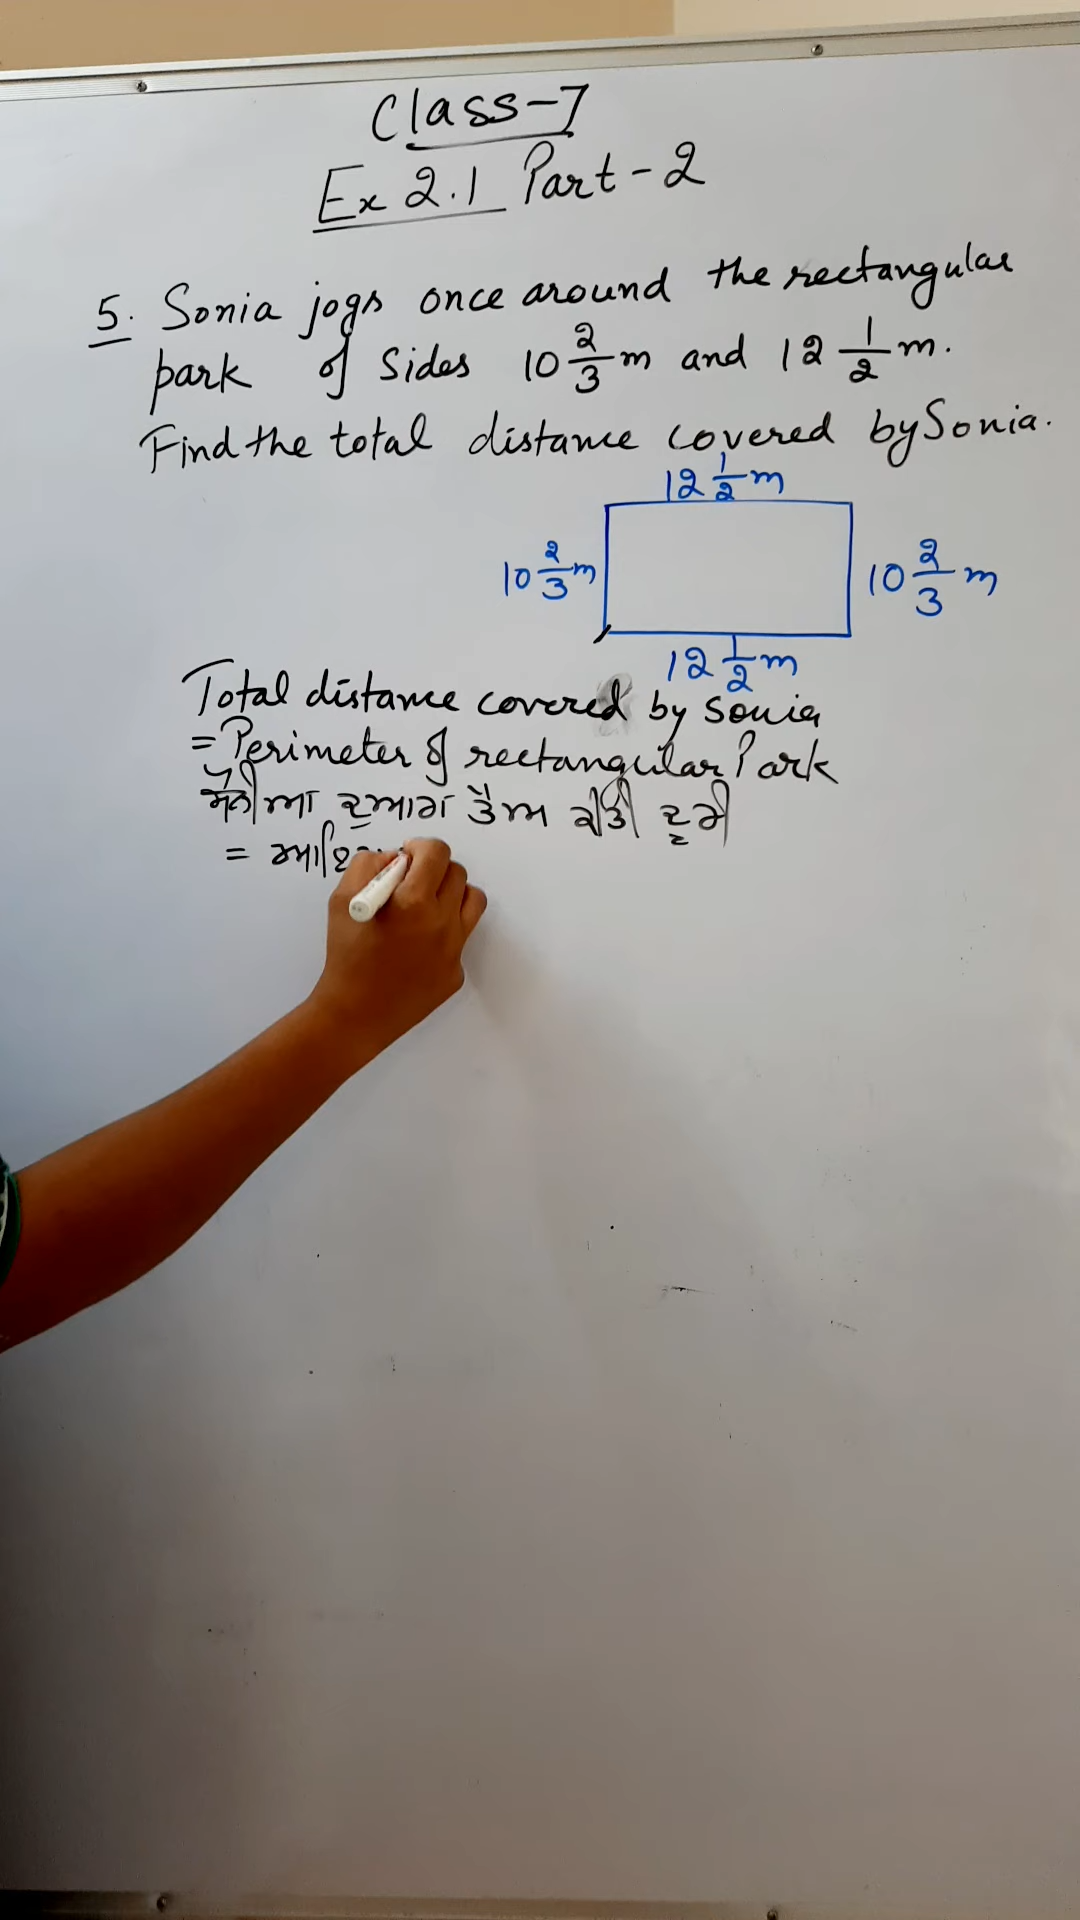 Class-7
Ex 2.1 Part-2
5. Sonia jogs once around the rectangular
park of Sides 10 2/3 m and 12 1/2 m.
Find the total distance covered by Sonia.
12 1/2 m
10 2/3 m
10 2/3 m
12 1/2 m
Total distance covered by Sonia
= Perimeter of rectangular Park
ਸੋਨੀਆ ਦੁਆਰਾ ਤੈਅ ਕੀਤੀ ਦੂਰੀ
=